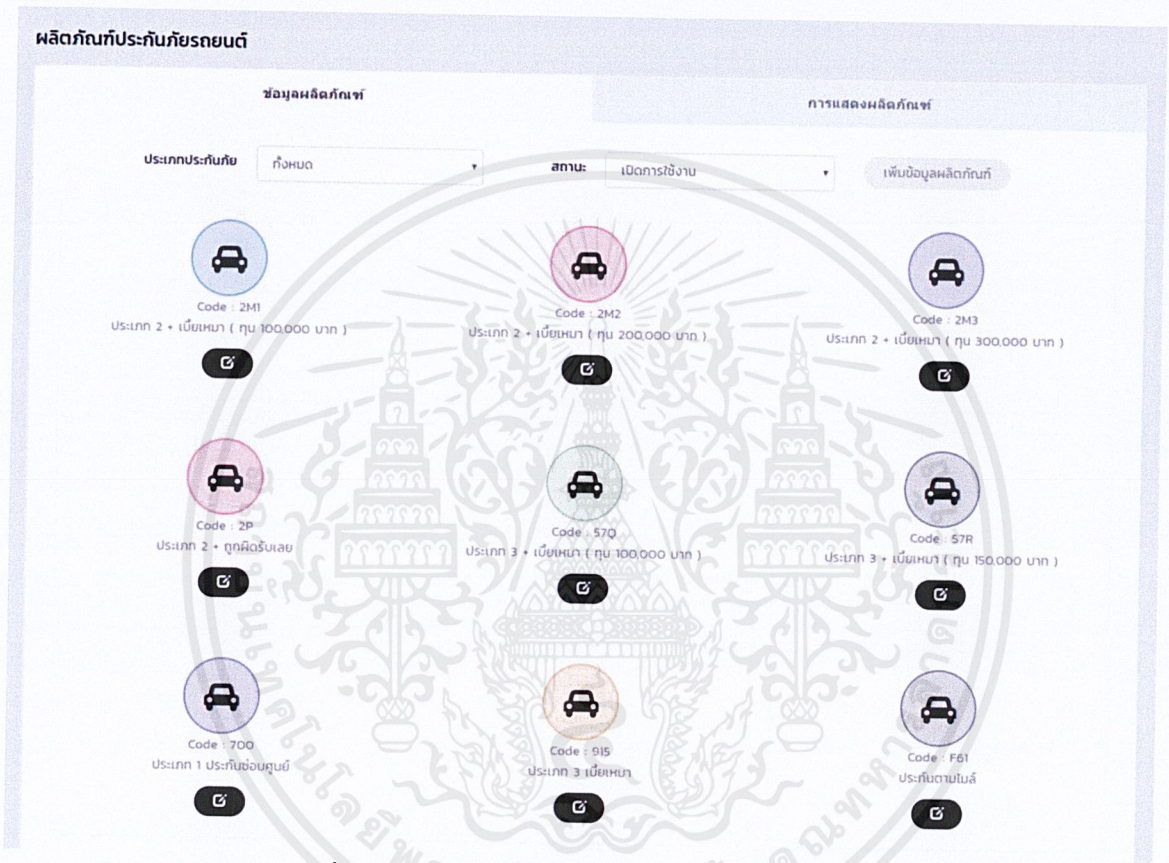 ผลิตภัณฑ์ประกันภัยรถยนต์
ข้อมูลผลิตภัณฑ์
การแสดงผลิตภัณฑ์
ประเภทประกันภัย ทั้งหมด สถานะ เปิดการใช้งาน เพิ่มข้อมูลผลิตภัณฑ์
Code : 2M1
ประเภท 2 + เบี้ยเหมา ( ทุน 100,000 บาท )
Code : 2M2
ประเภท 2 + เบี้ยเหมา ( ทุน 200,000 บาท )
Code : 2M3
ประเภท 2 + เบี้ยเหมา ( ทุน 300,000 บาท )
Code : 2P
ประเภท 2 + ถูกผิดรับเลย
Code : 57Q
ประเภท 3 + เบี้ยเหมา ( ทุน 100,000 บาท )
Code : 57R
ประเภท 3 + เบี้ยเหมา ( ทุน 150,000 บาท )
Code : 7DO
ประเภท 1 ประกันซ่อมศูนย์
Code : 915
ประเภท 3 เบี้ยเหมา
Code : F61
ประกันตามไมล์